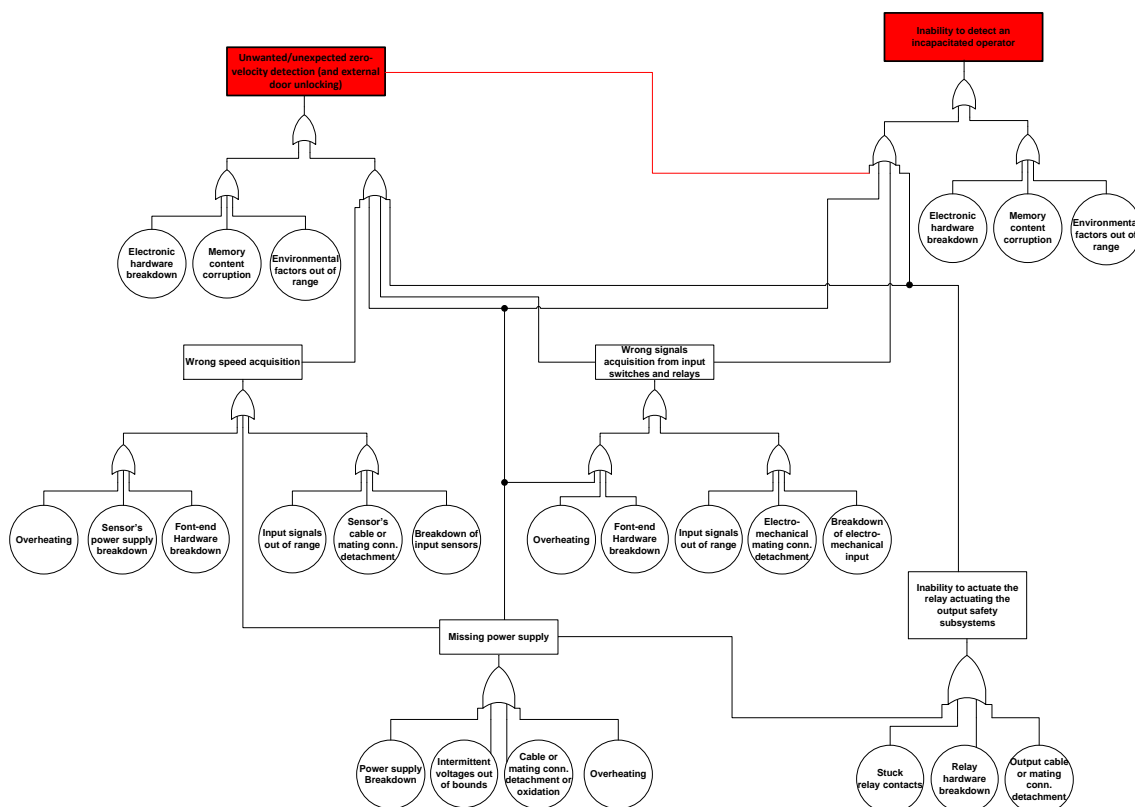 Inability to detect an
incapacitated operator
Unwanted/unexpected zero-
velocity detection (and external
door unlocking)
Electronic
hardware
breakdown
Memory
content
corruption
Environmental
factors out of
range
Electronic
hardware
breakdown
Memory
content
corruption
Environmental
factors out of
range
Wrong speed acquisition
Wrong signals
acquisition from input
switches and relays
Overheating
Sensor's
power supply
breakdown
Font-end
Hardware
breakdown
Input signals
out of range
Sensor's
cable or
mating conn.
detachment
Breakdown of
input sensors
Overheating
Font-end
Hardware
breakdown
Input signals
out of range
Electro-
mechanical
mating conn.
detachment
Breakdown
of electro-
mechanical
input
Inability to actuate the
relay actuating the
output safety
subsystems
Missing power supply
Power supply
Breakdown
Intermittent
voltages out
of bounds
Cable or
mating conn.
detachment or
oxidation
Overheating
Stuck
relay contacts
Relay
hardware
breakdown
Output cable
or mating
conn.
detachment